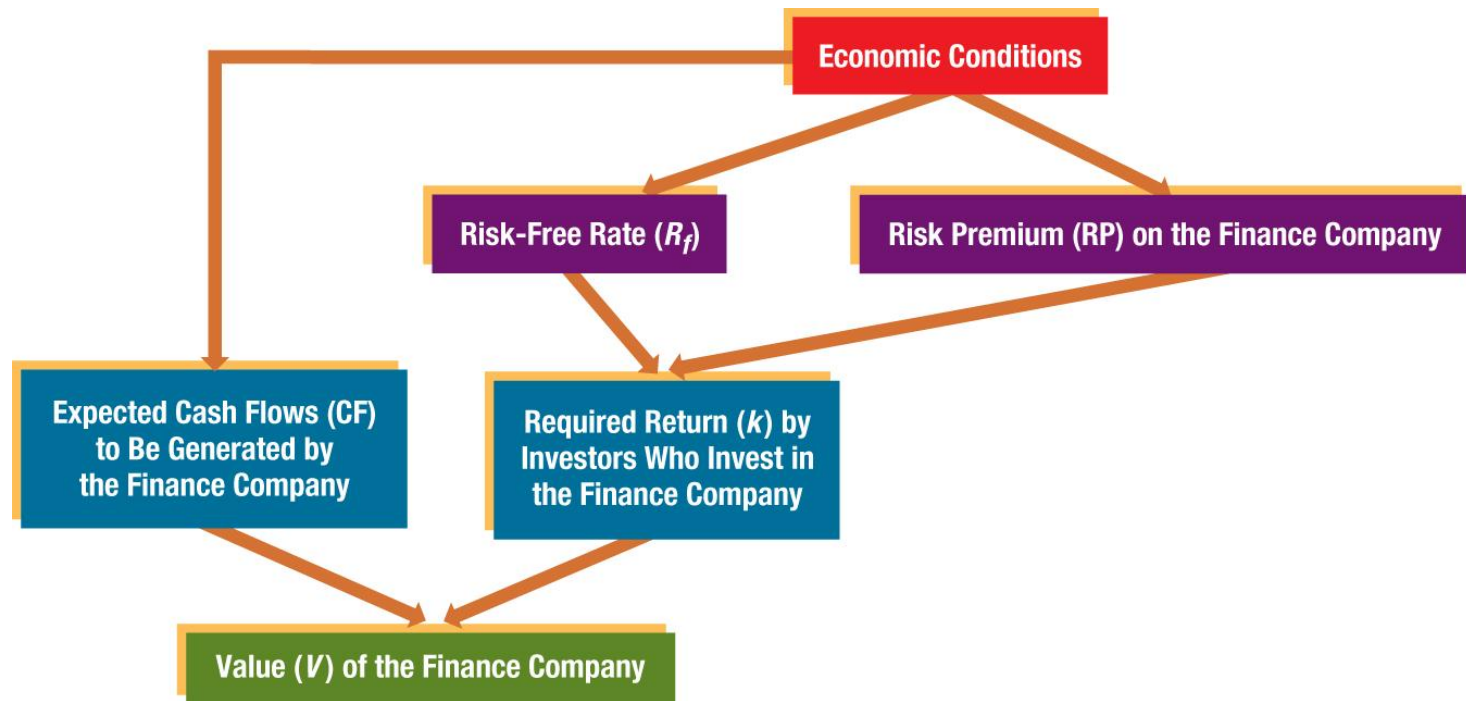 Economic Conditions
Risk-Free Rate (Rf)
Risk Premium (RP) on the Finance Company
Expected Cash Flows (CF)
to Be Generated by
the Finance Company
Required Return (k) by
Investors Who Invest in
the Finance Company
Value (V) of the Finance Company